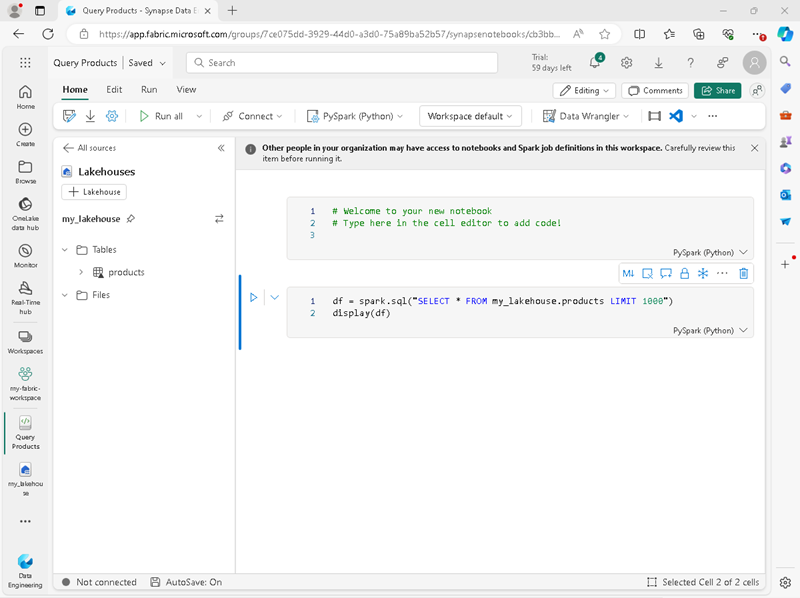 Query Products - Synapse Data E
https://app.fabric.microsoft.com/groups/7ce075dd-3929-44d0-a3d0-75a89ba52b57/synapsenotebooks/cb3bb...
Query Products | Saved
Search
Trial:
59 days left
4
Home Edit Run View
Editing
Comments
Share
Run all
Connect
PySpark (Python)
Workspace default
Data Wrangler
Home
Create
Browse
OneLake
data hub
Monitor
Real-Time
hub
Workspaces
my-fabric-
workspace
Query
Products
my_lakehou
se
Data
Engineering
All sources
Lakehouses
Lakehouse
my_lakehouse
Tables
products
Files
Other people in your organization may have access to notebooks and Spark job definitions in this workspace. Carefully review this
item before running it.
1 # Welcome to your new notebook
2 # Type here in the cell editor to add code!
3
PySpark (Python)
M↓
1 df = spark.sql("SELECT * FROM my_lakehouse.products LIMIT 1000")
2 display(df)
PySpark (Python)
Not connected
AutoSave: On
Selected Cell 2 of 2 cells